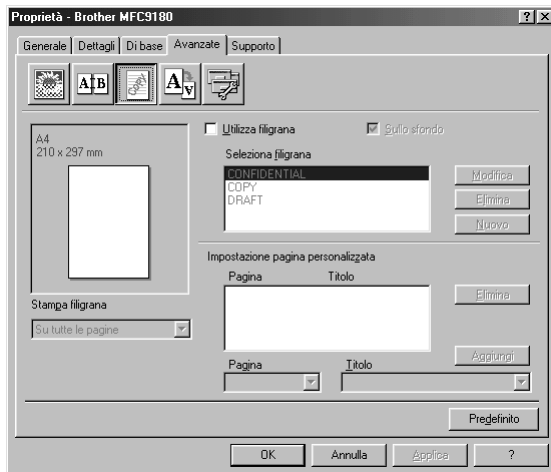 Proprietà - Brother MFC9180
? x
Generale Dettagli Di base Avanzate Supporto
A B copy A A
A4
210 x 297 mm
Utilizza filigrana Sullo sfondo
Seleziona filigrana
CONFIDENTIAL
COPY
DRAFT
Modifica
Elimina
Nuovo
Stampa filigrana
Su tutte le pagine
Impostazione pagina personalizzata
Pagina Titolo
Elimina
Aggiungi
Pagina Titolo
Predefinito
OK Annulla Applica ?